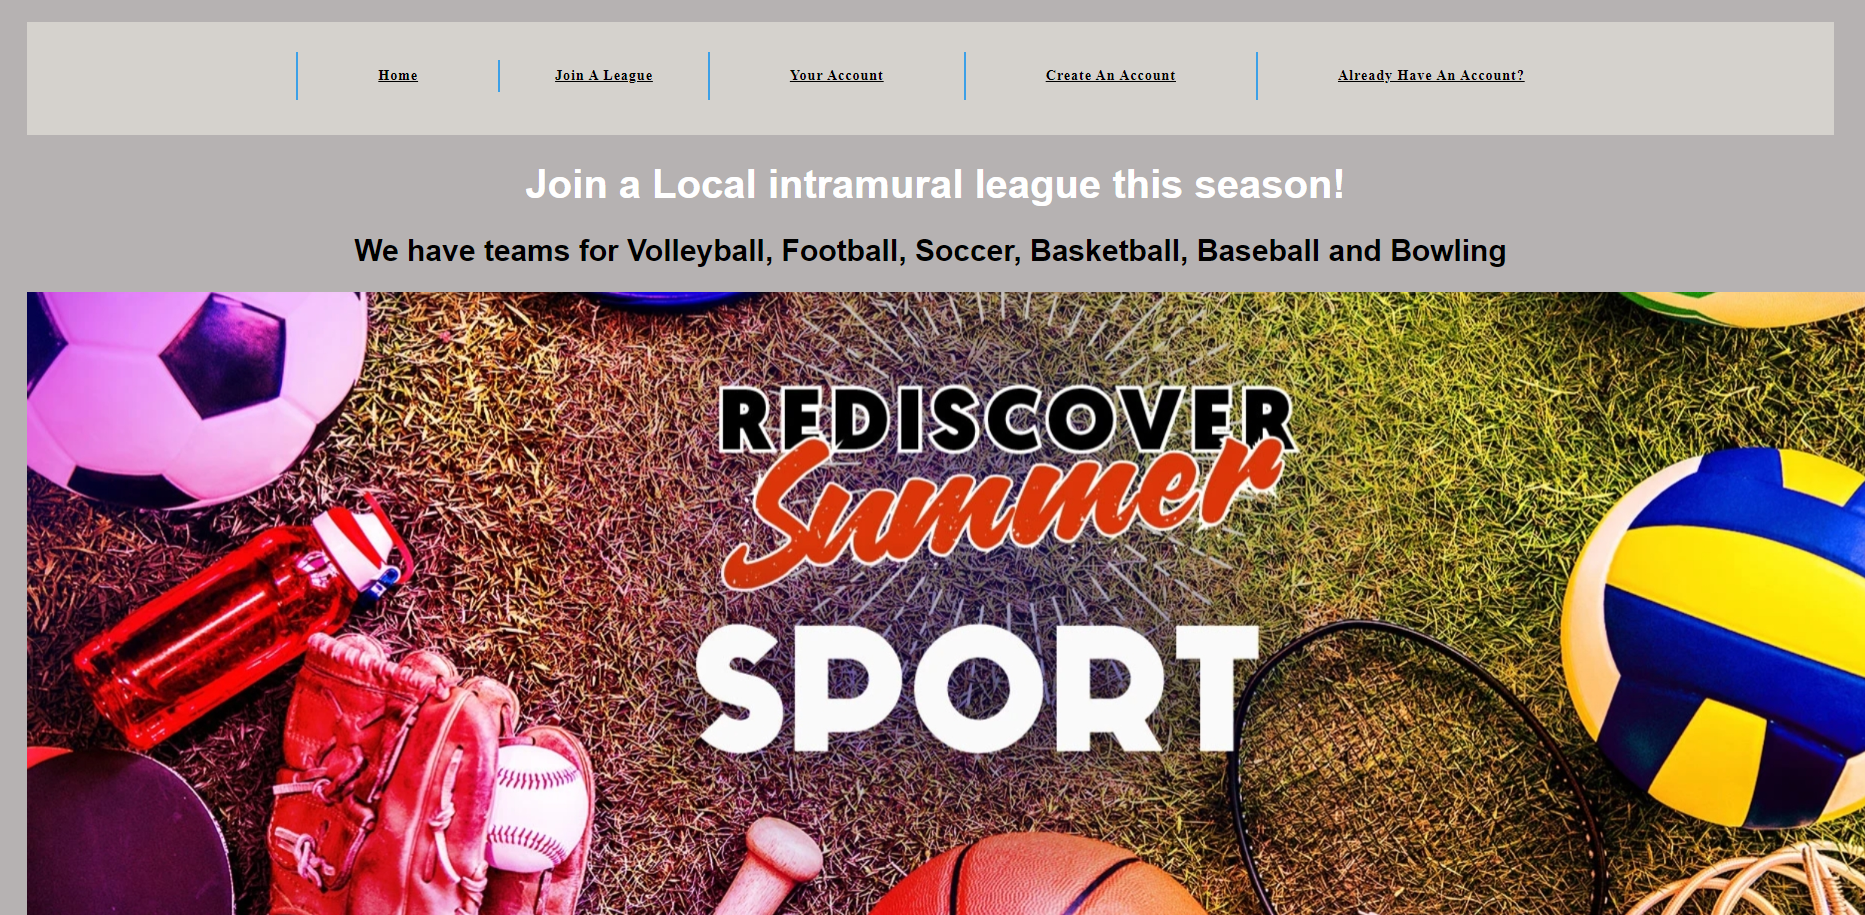 Home
Join A League
Your Account
Create An Account
Already Have An Account?
Join a Local intramural league this season!
We have teams for Volleyball, Football, Soccer, Basketball, Baseball and Bowling
REDISCOVER
Summer
SPORT